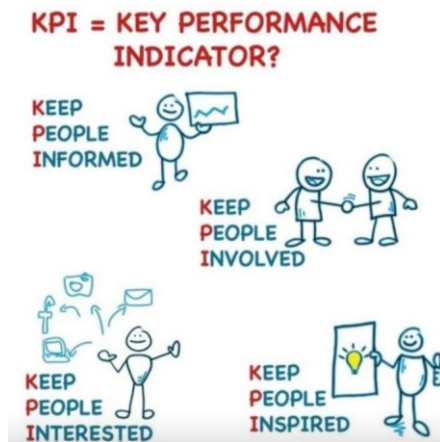 KPI = KEY PERFORMANCE
INDICATOR?
KEEP
PEOPLE
INFORMED
KEEP
PEOPLE
INVOLVED
KEEP
PEOPLE
INTERESTED
KEEP
PEOPLE
INSPIRED